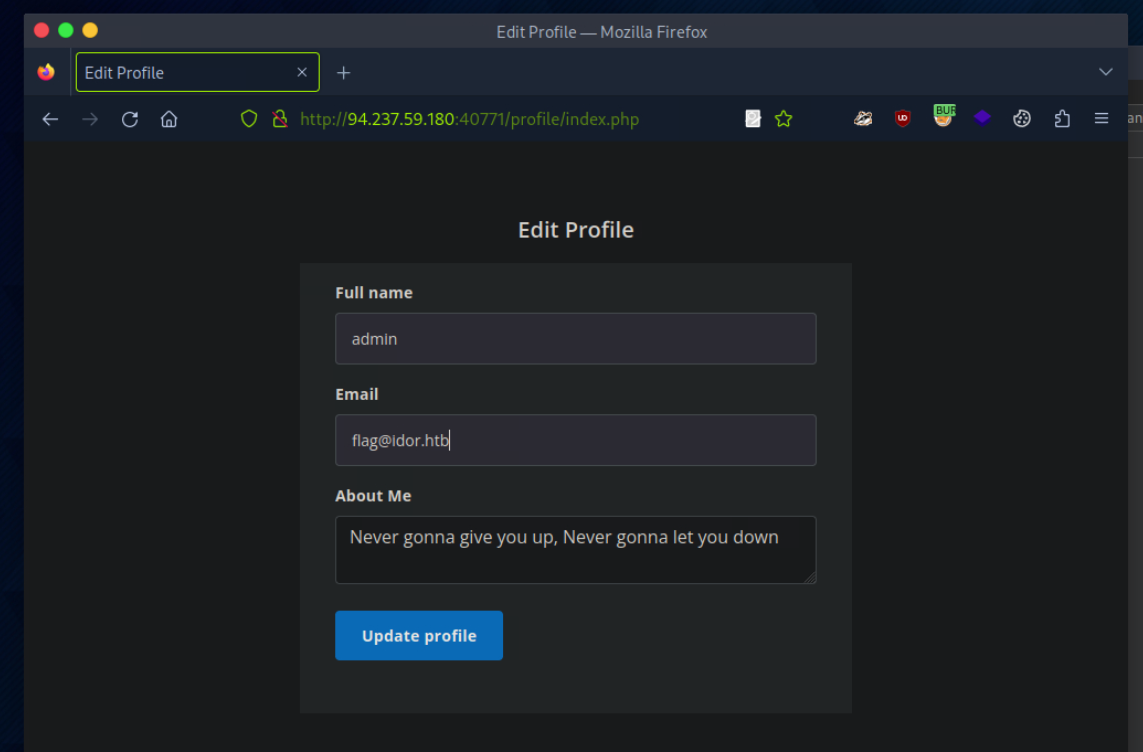 Edit Profile — Mozilla Firefox
Edit Profile
http://94.237.59.180:40771/profile/index.php
UD
BUR
an
Edit Profile
Full name
admin
Email
flag@idor.htb
About Me
Never gonna give you up, Never gonna let you down
Update profile